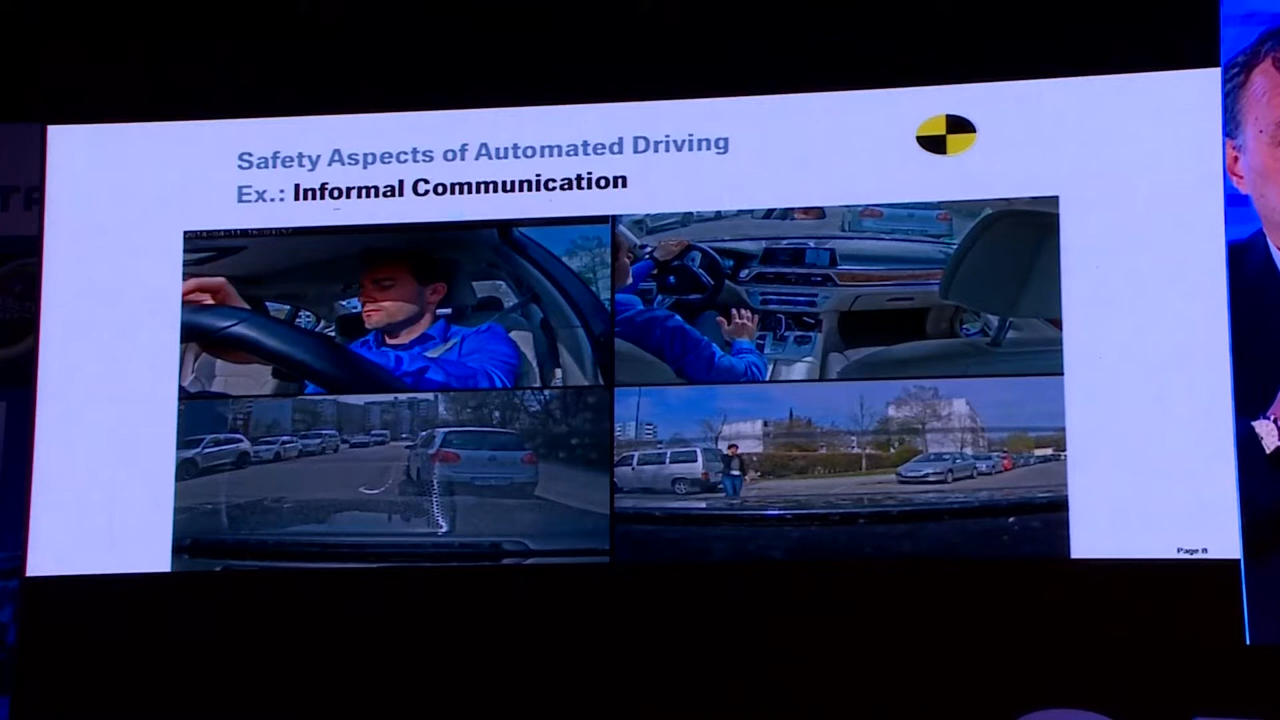 Safety Aspects of Automated Driving
Ex.: Informal Communication
Page 8